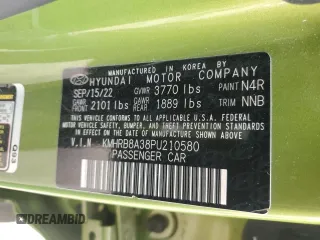 MANUFACTURED IN KOREA BY
HYUNDAI MOTOR COMPANY
SEP/15/22 GVWR 3770 lbs PAINT N4R
GAWR FRONT 2101 lbs GAWR REAR 1889 lbs TRIM NNB
THIS VEHICLE CONFORMS TO ALL APPLICABLE U.S. FEDERAL MOTOR
VEHICLE SAFETY, BUMPER, AND THEFT PREVENTION STANDARDS
IN EFFECT ON THE DATE OF MANUFACTURE SHOWN ABOVE.
V.I.N KMHRB8A38PU210580
PASSENGER CAR
DREAMBID